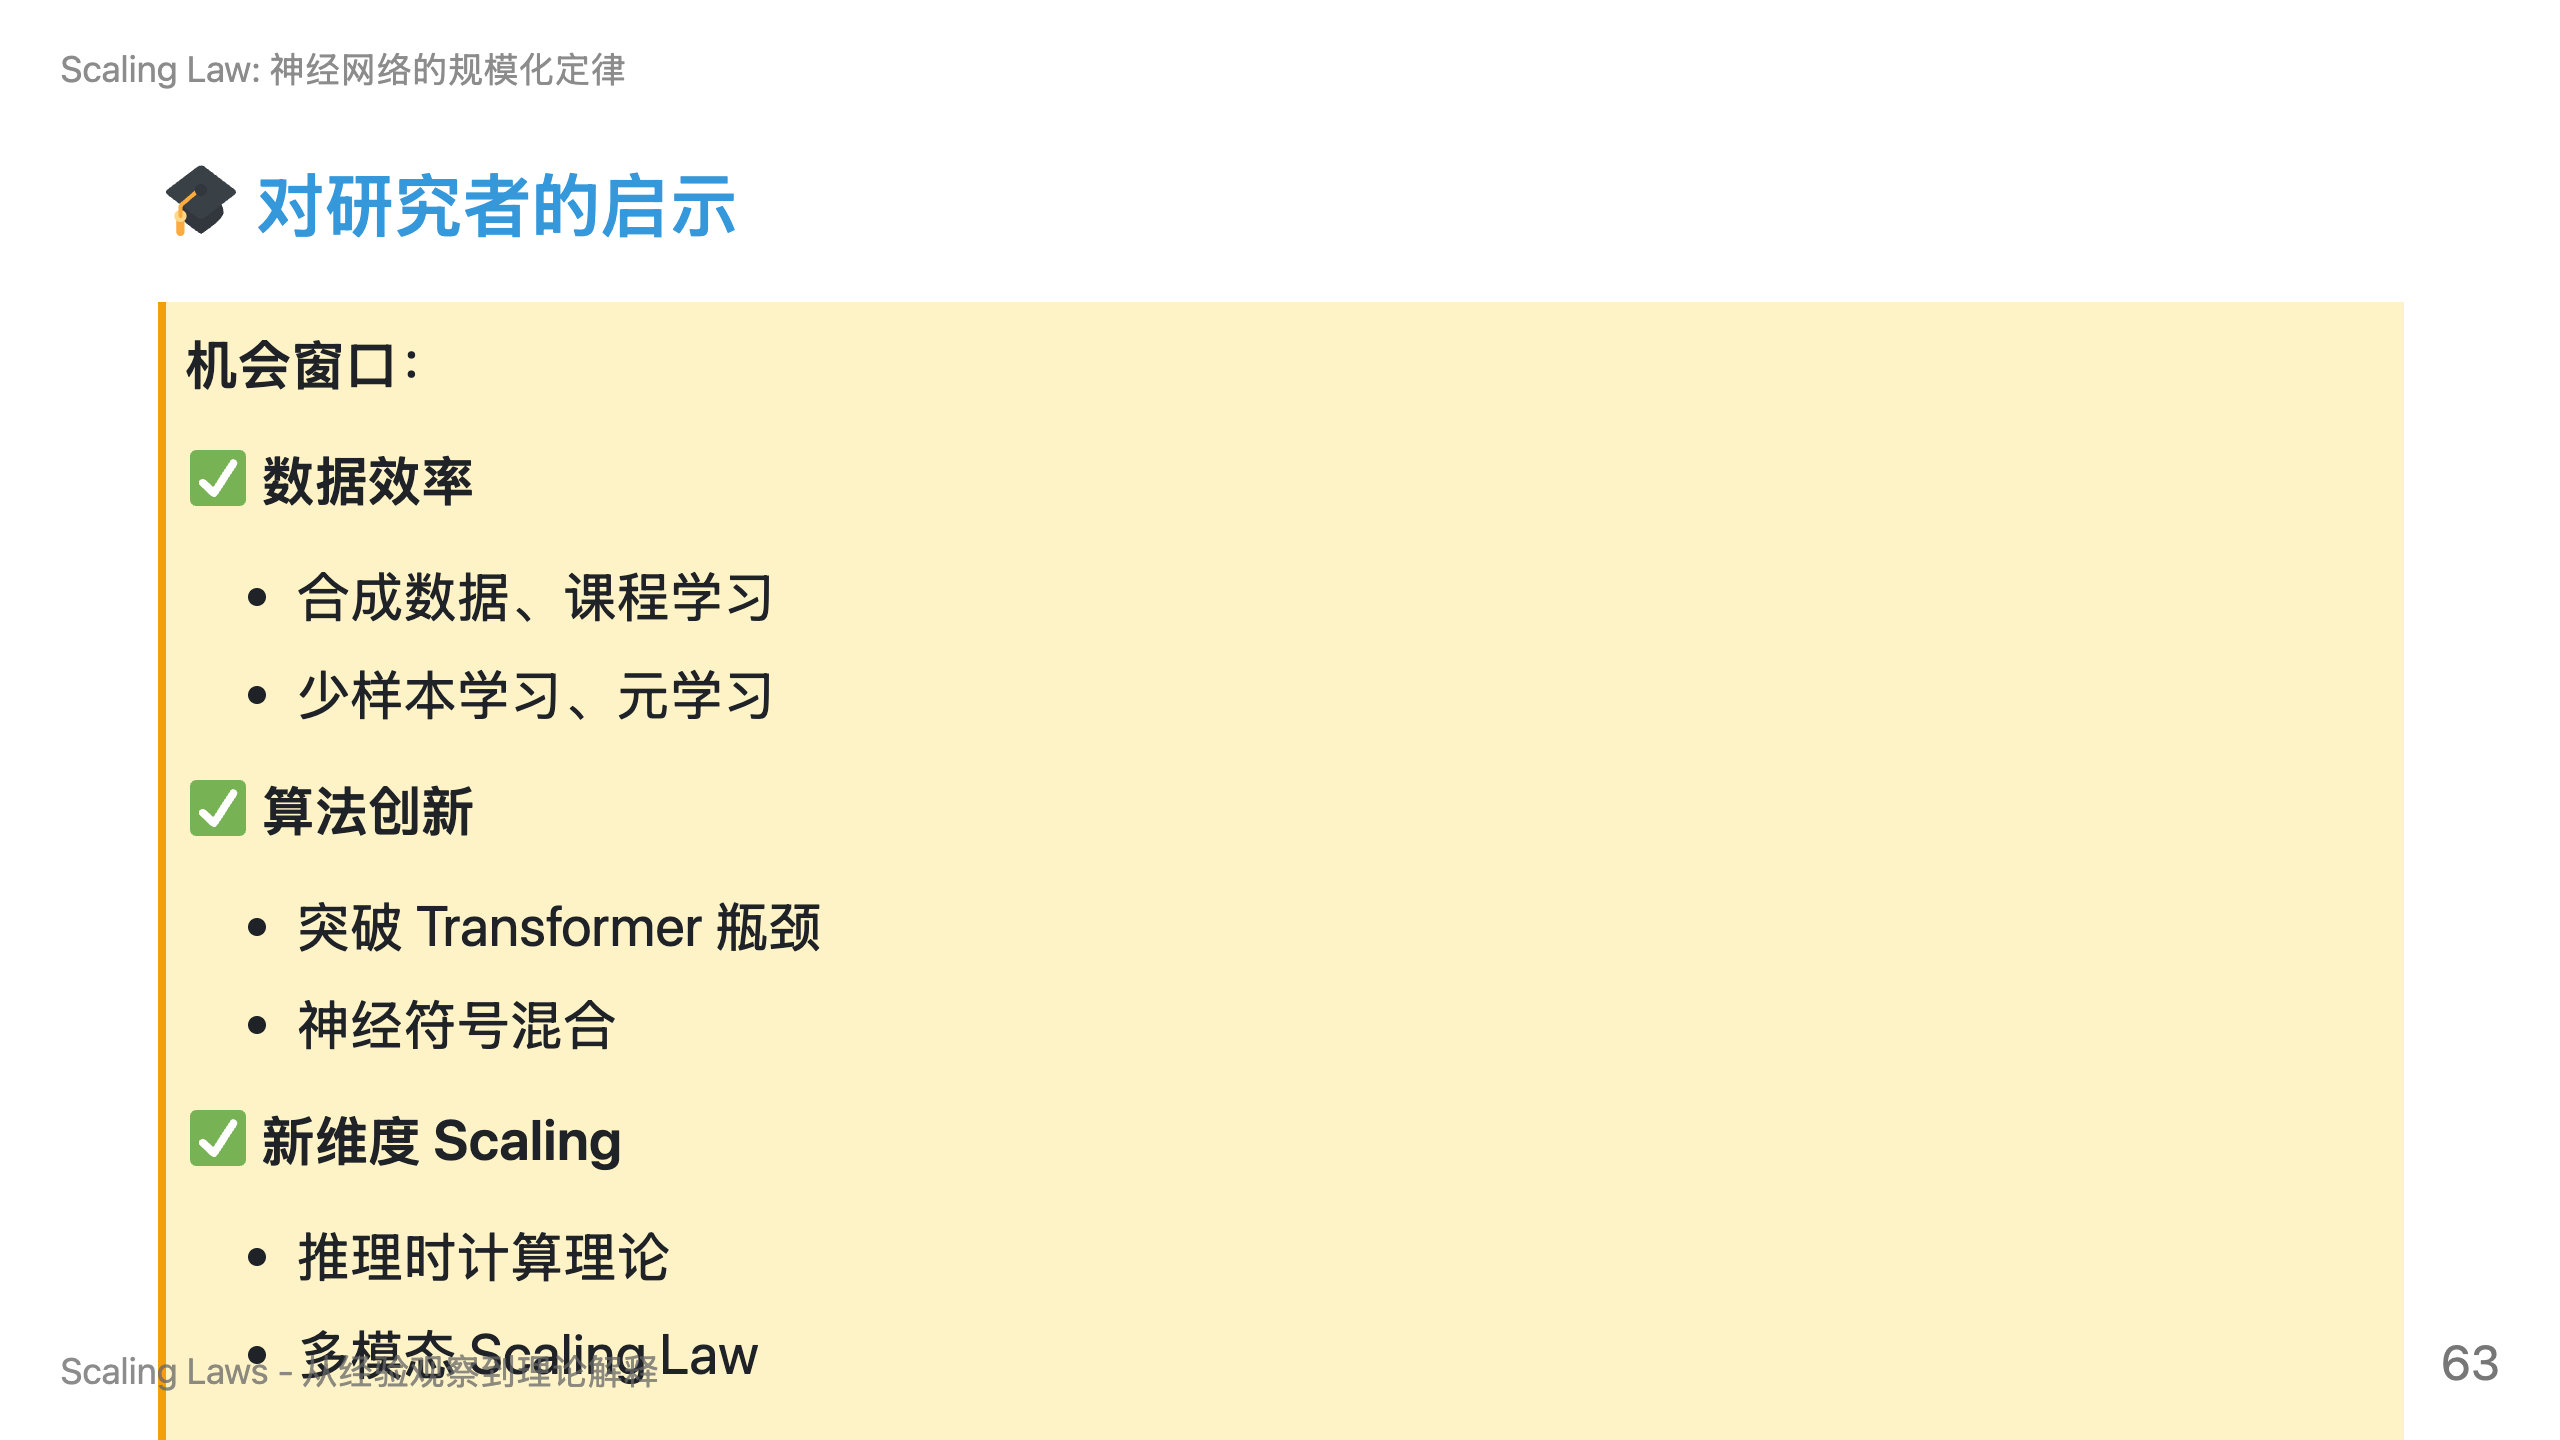 Scaling Law: 神经网络的规模化定律
🎓 对研究者的启示
机会窗口：
✅ 数据效率
• 合成数据、课程学习
• 少样本学习、元学习
✅ 算法创新
• 突破 Transformer 瓶颈
• 神经符号混合
✅ 新维度 Scaling
• 推理时计算理论
• 多模态 Scaling Law
Scaling Laws - 从经验观察到理论解释
63